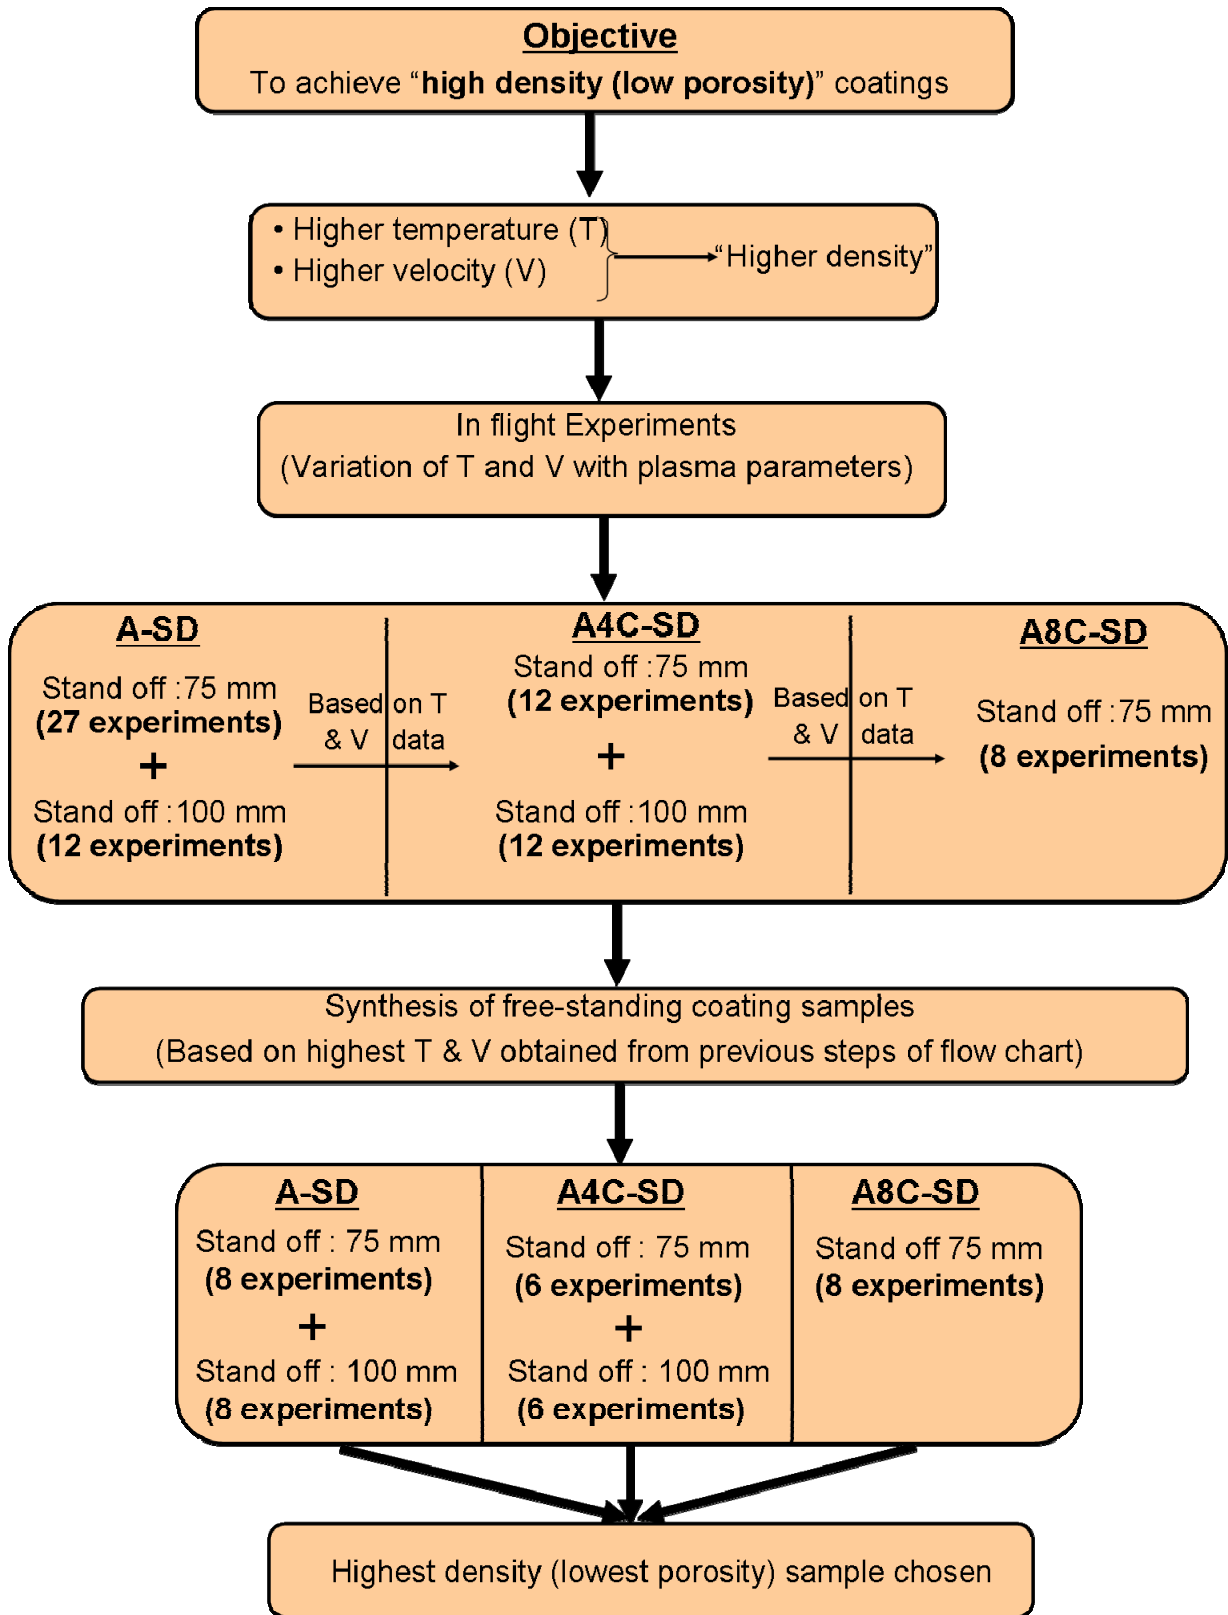 Objective
To achieve “high density (low porosity)” coatings
• Higher temperature (T)
• Higher velocity (V)
“Higher density”
In flight Experiments
(Variation of T and V with plasma parameters)
A-SD
Stand off :75 mm
(27 experiments)
+
Stand off :100 mm
(12 experiments)
Based on T
& V data
A4C-SD
Stand off :75 mm
(12 experiments)
+
Stand off :100 mm
(12 experiments)
Based on T
& V data
A8C-SD
Stand off :75 mm
(8 experiments)
Synthesis of free-standing coating samples
(Based on highest T & V obtained from previous steps of flow chart)
A-SD
Stand off : 75 mm
(8 experiments)
+
Stand off : 100 mm
(8 experiments)
A4C-SD
Stand off : 75 mm
(6 experiments)
+
Stand off : 100 mm
(6 experiments)
A8C-SD
Stand off 75 mm
(8 experiments)
Highest density (lowest porosity) sample chosen